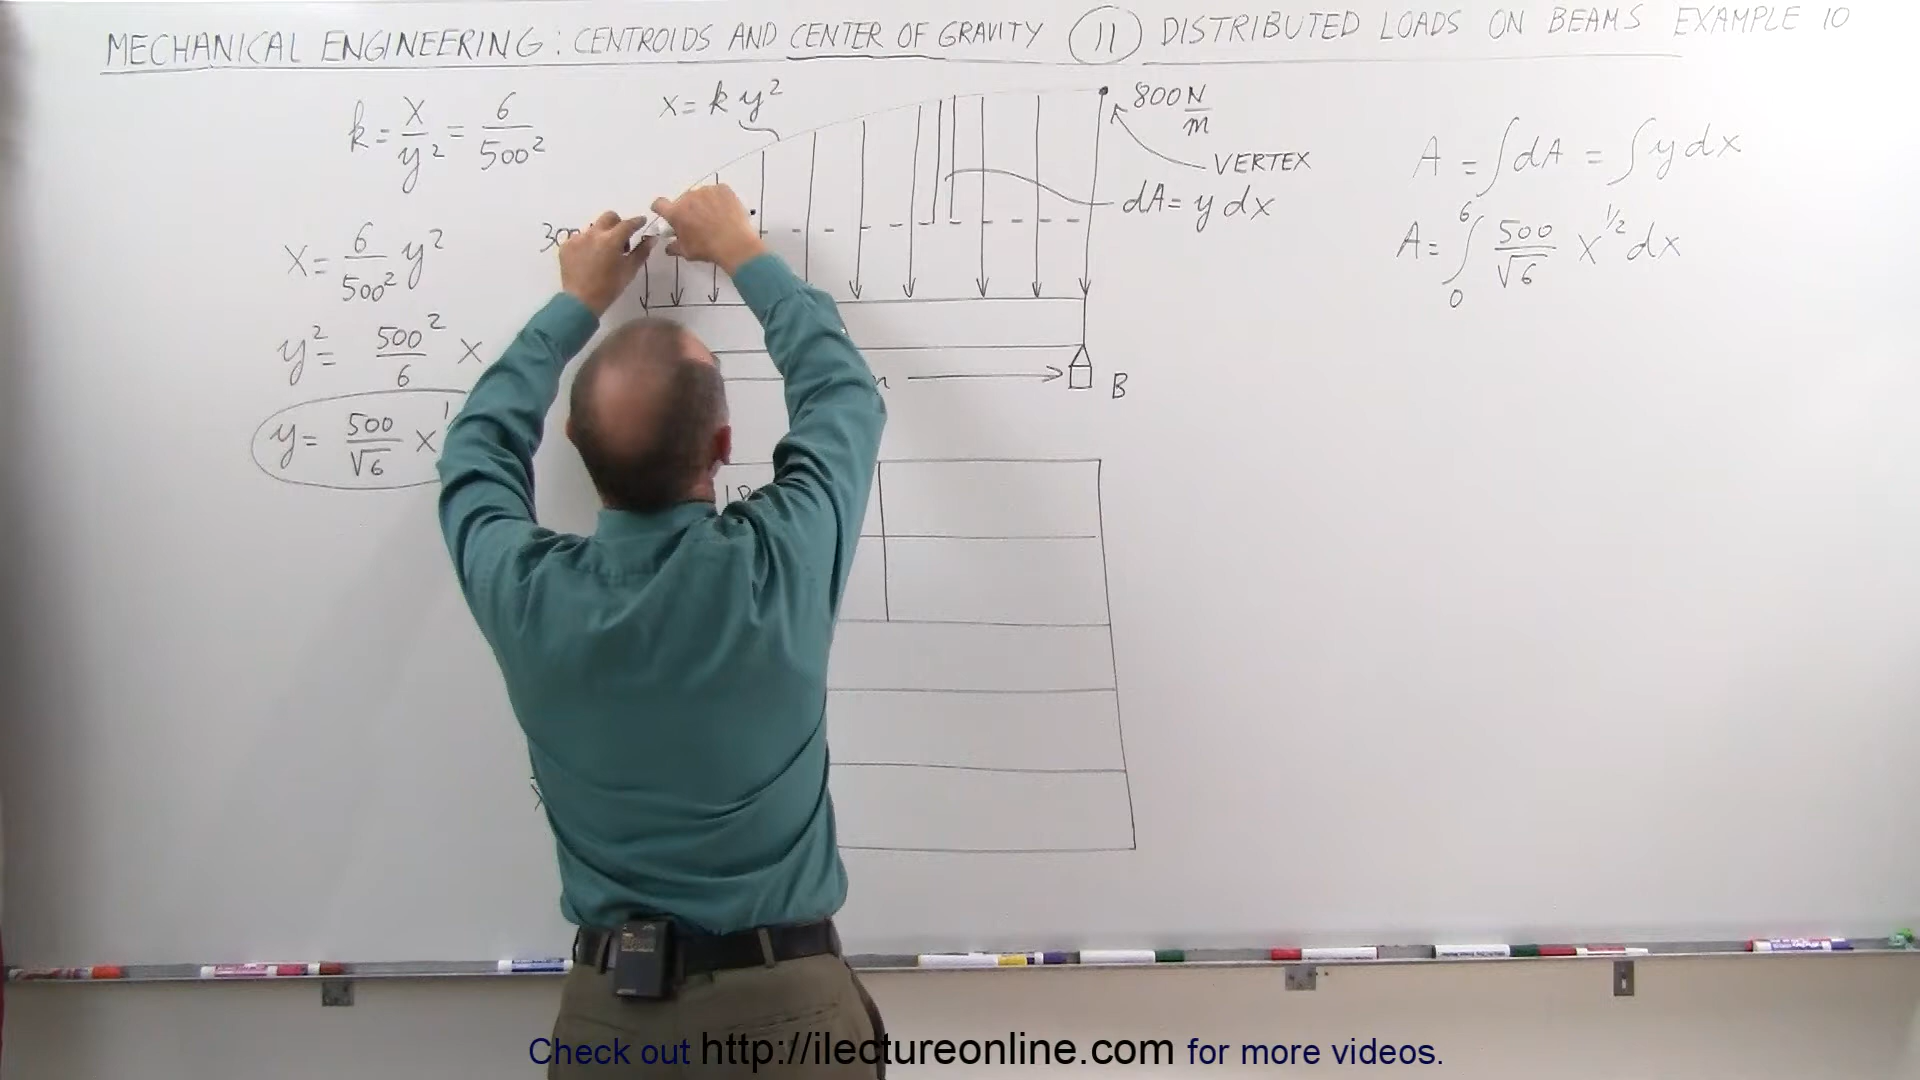 MECHANICAL ENGINEERING: CENTROIDS AND CENTER OF GRAVITY (11) DISTRIBUTED LOADS ON BEAMS EXAMPLE 10
k = x/y² = 6/500²
x = k y²
800 N/m
VERTEX
dA = y dx
A = ∫dA = ∫y dx
A = ∫₀⁶ 500/√6 x^1/2 dx
x = 6/500² y²
300
y² = 500²/6 x
B
y = 500/√6 x
Check out http://ilectureonline.com for more videos.